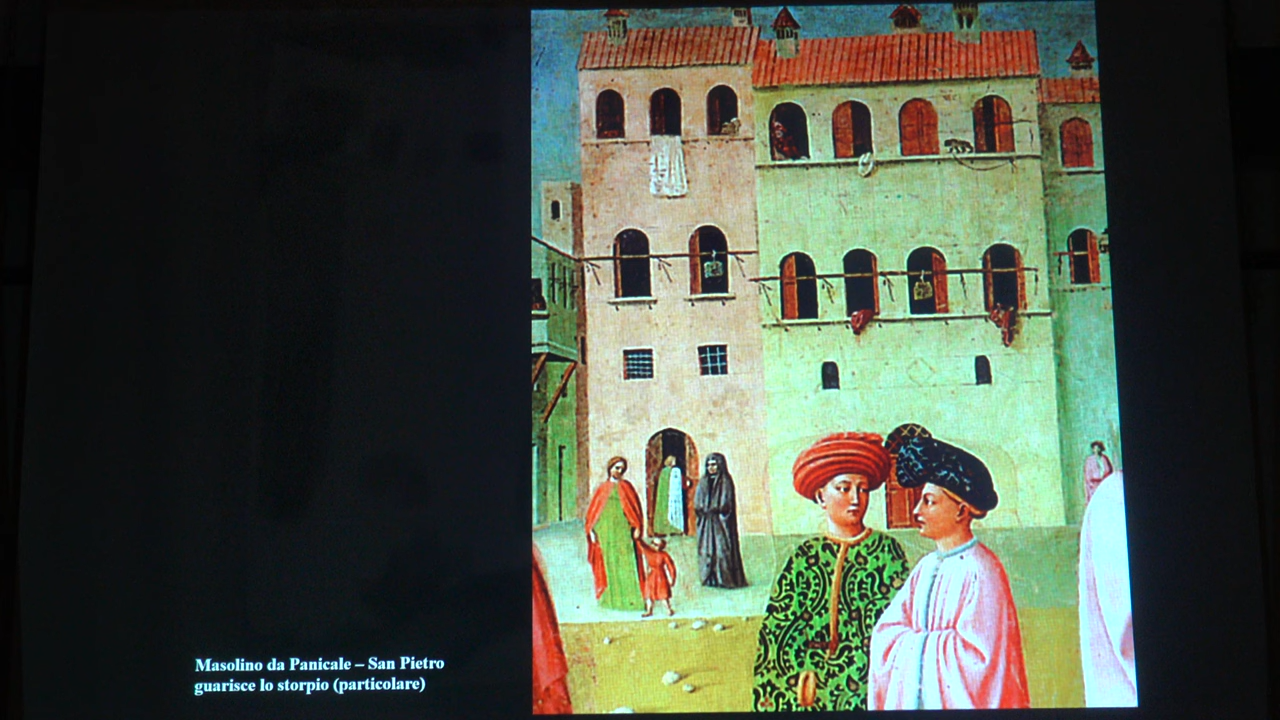 Masolino da Panicale – San Pietro
guarisce lo storpio (particolare)